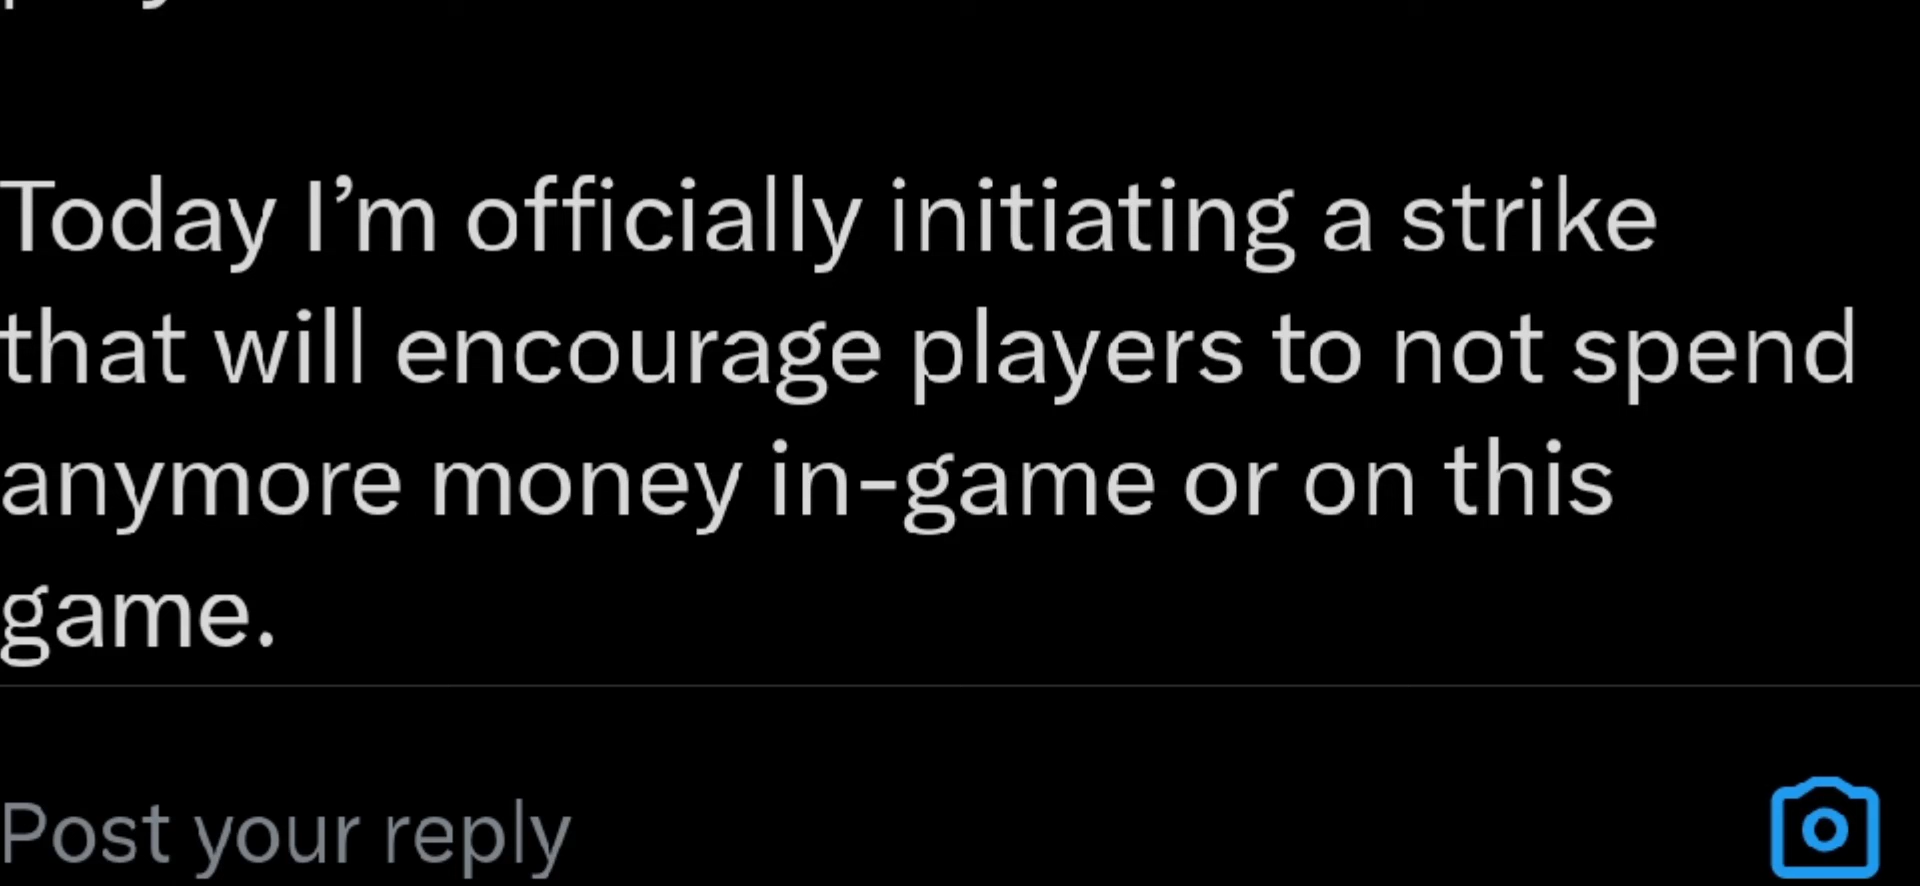 Today I’m officially initiating a strike
that will encourage players to not spend
anymore money in-game or on this
game.
Post your reply